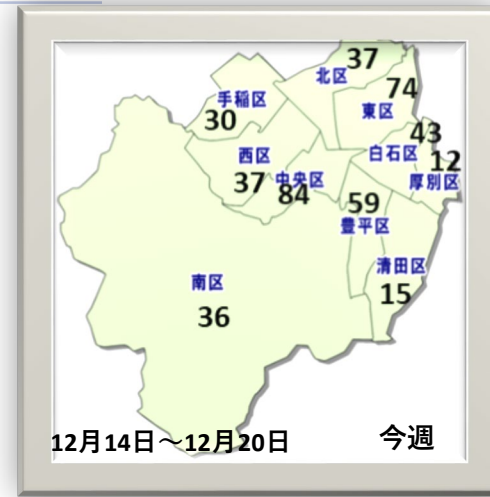 37
北区
74
東区
手稲区
30
43
白石区
12
厚別区
西区
37
中央区
84
59
豊平区
清田区
15
南区
36
12月14日～12月20日
今週